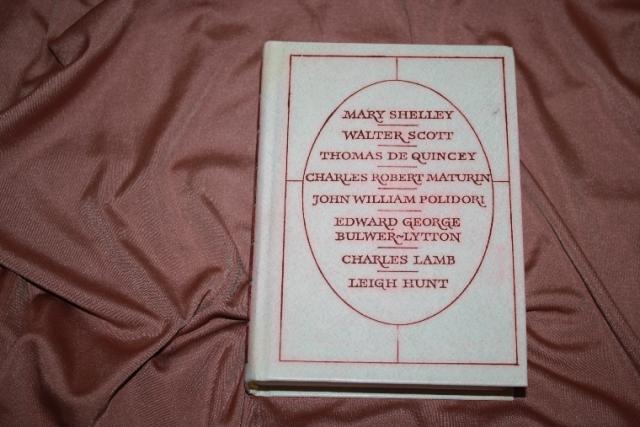 MARY SHELLEY
WALTER SCOTT
THOMAS DE QUINCEY
CHARLES ROBERT MATURIN
JOHN WILLIAM POLIDORI
EDWARD GEORGE
BULWER~LYTTON
CHARLES LAMB
LEIGH HUNT